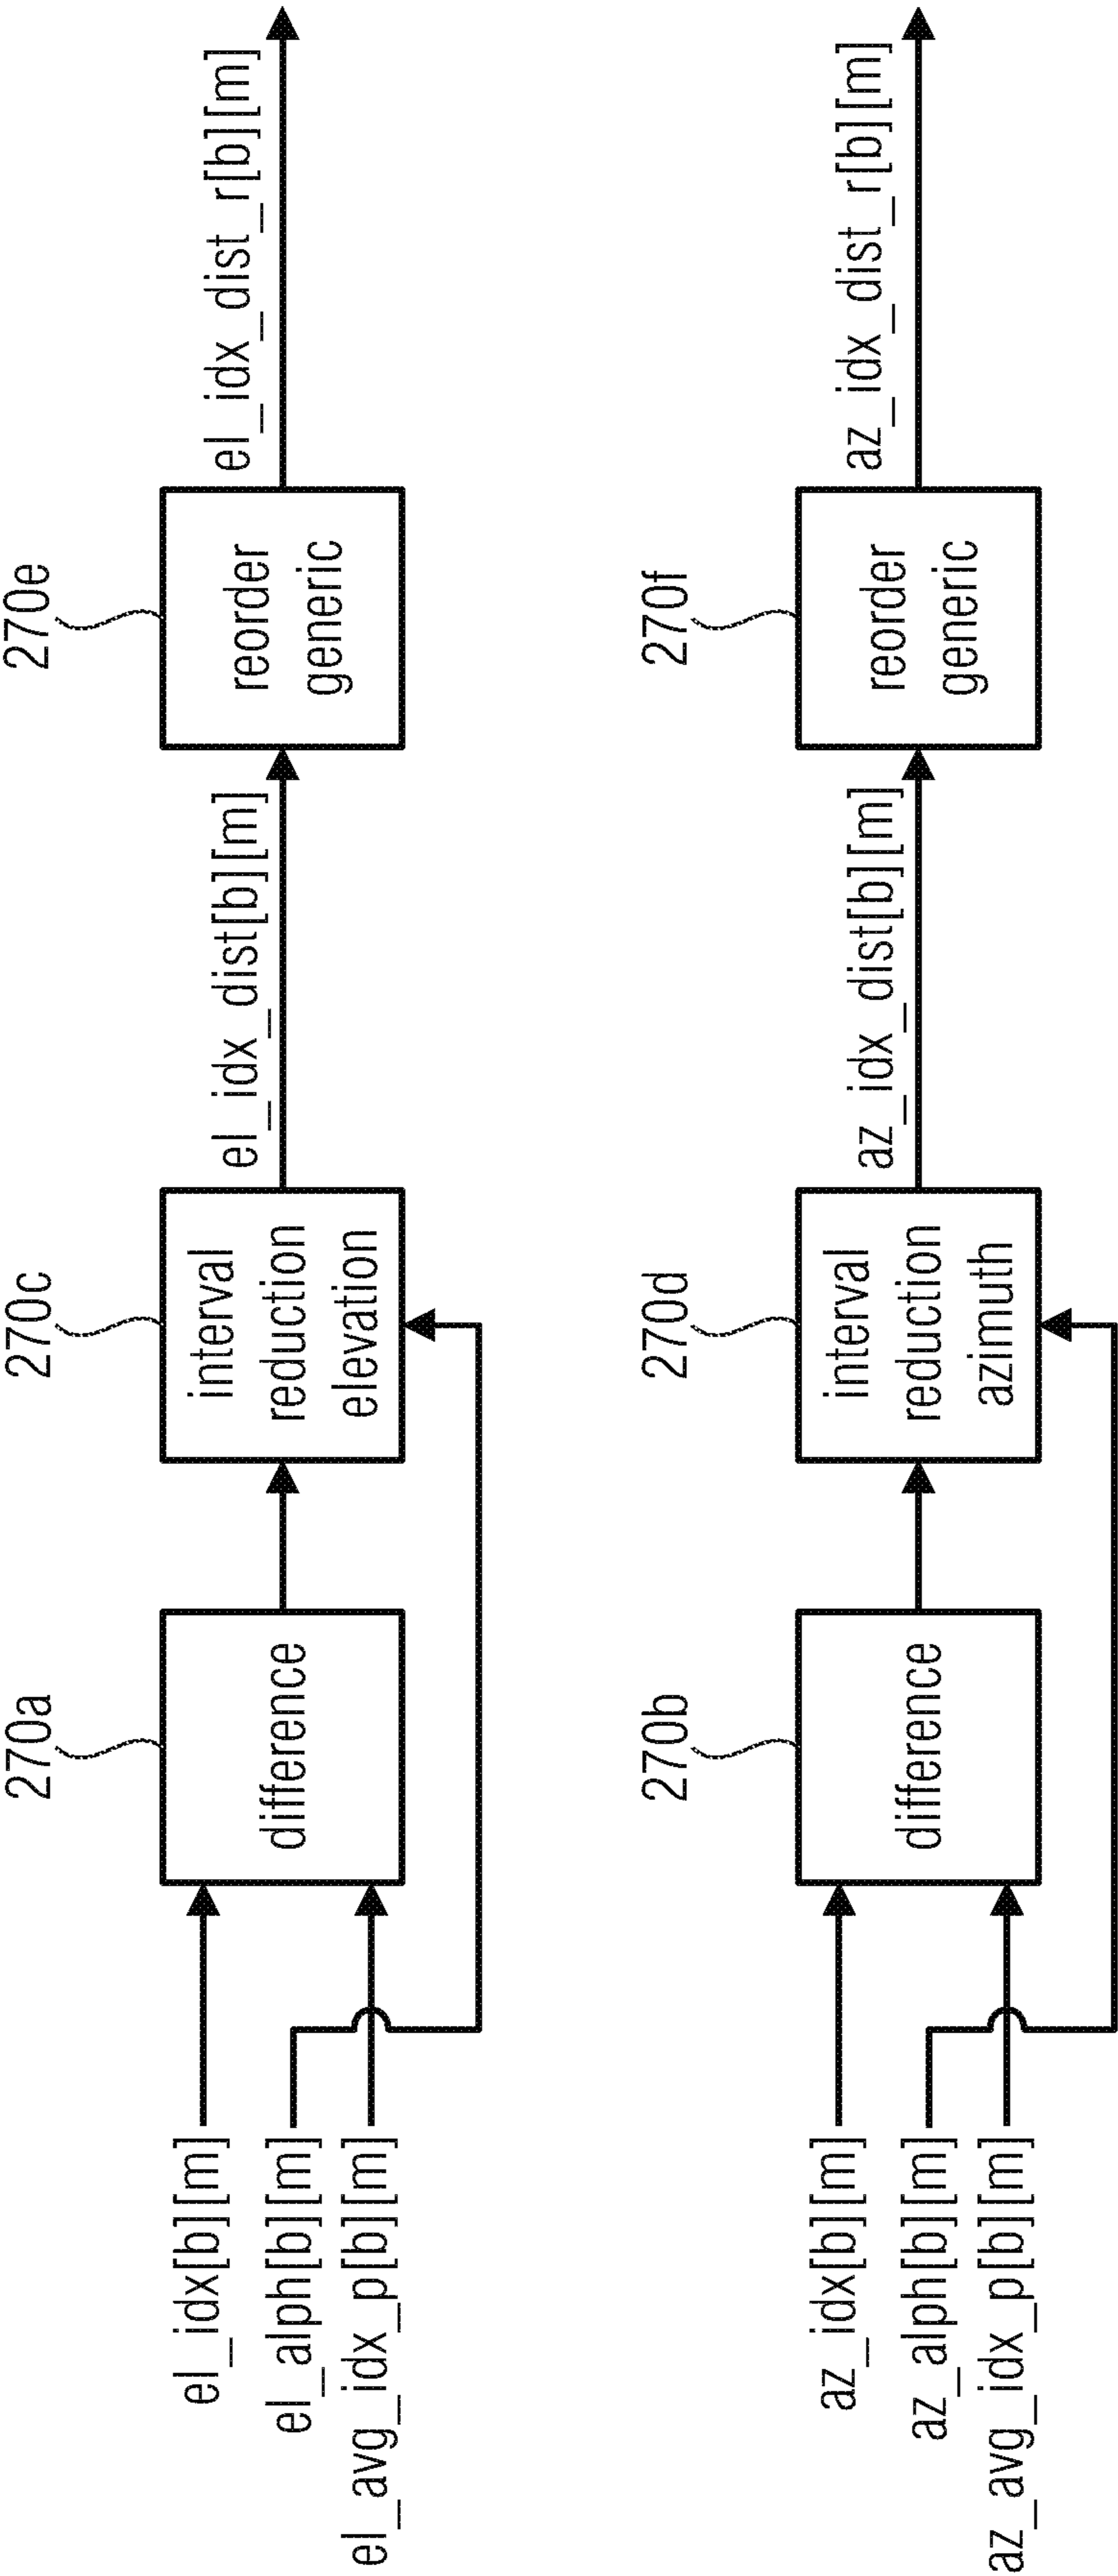 270a
270c
270e
el_idx[b][m]
el_alph[b][m]
el_avg_idx_p[b][m]
difference
interval
reduction
elevation
el_idx_dist[b][m]
reorder
generic
el_idx_dist_r[b][m]
270b
270d
270f
az_idx[b][m]
az_alph[b][m]
az_avg_idx_p[b][m]
difference
interval
reduction
azimuth
az_idx_dist[b][m]
reorder
generic
az_idx_dist_r[b][m]